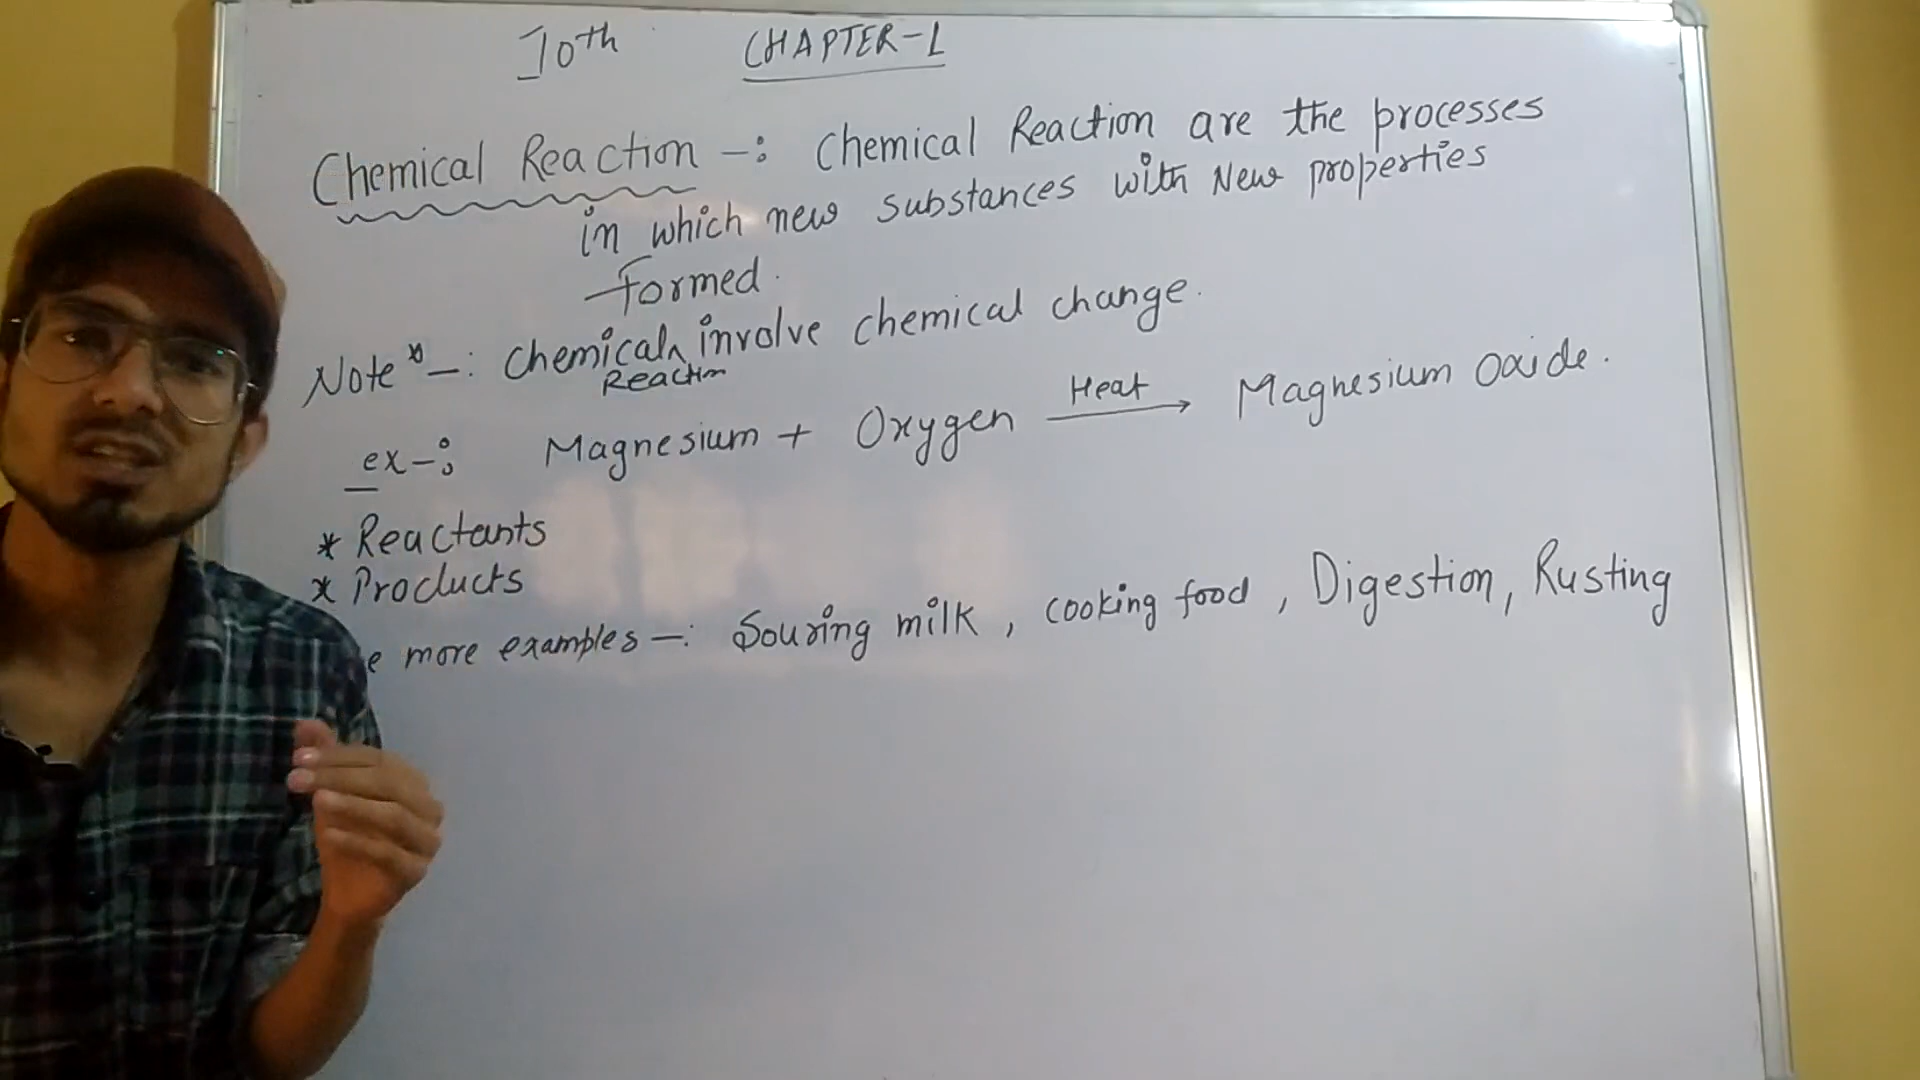 10th CHAPTER-1
Chemical Reaction -: Chemical Reaction are the processes
in which new substances with New properties
formed.
Note* -: Chemical Reaction involve chemical change.
ex-: Magnesium + Oxygen Heat → Magnesium Oxide.
* Reactants
* Products
more examples -: Souring milk, cooking food, Digestion, Rusting